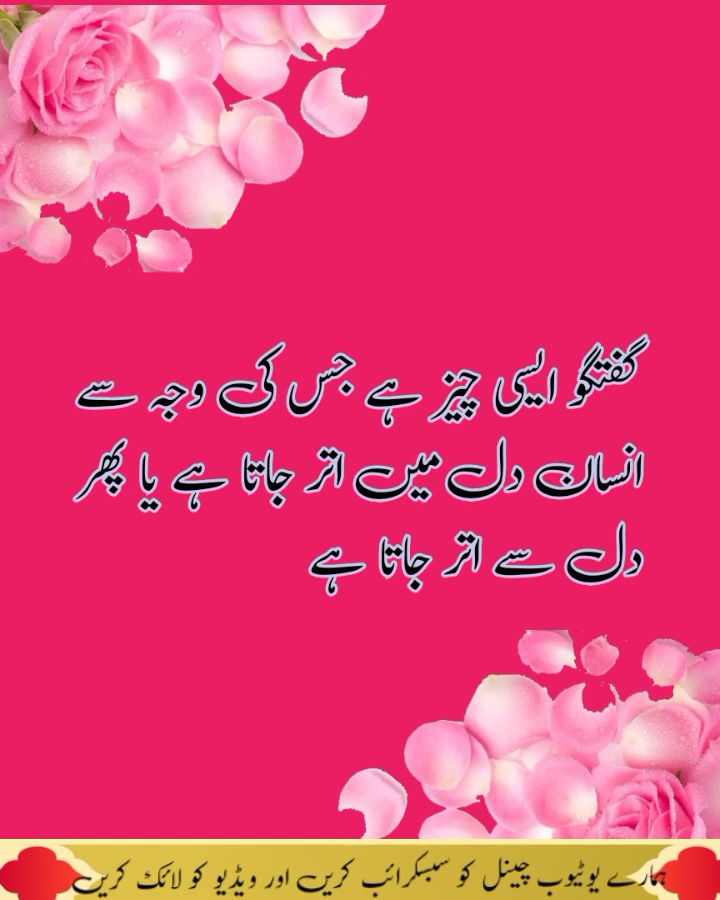 گفتگو ایسی چیز ہے جس کی وجہ سے
انسان دل میں اتر جاتا ہے یا پھر
دل سے اتر جاتا ہے
ہمارے یوٹیوب چینل کو سبسکرائب کریں اور ویڈیو کو لائک کریں